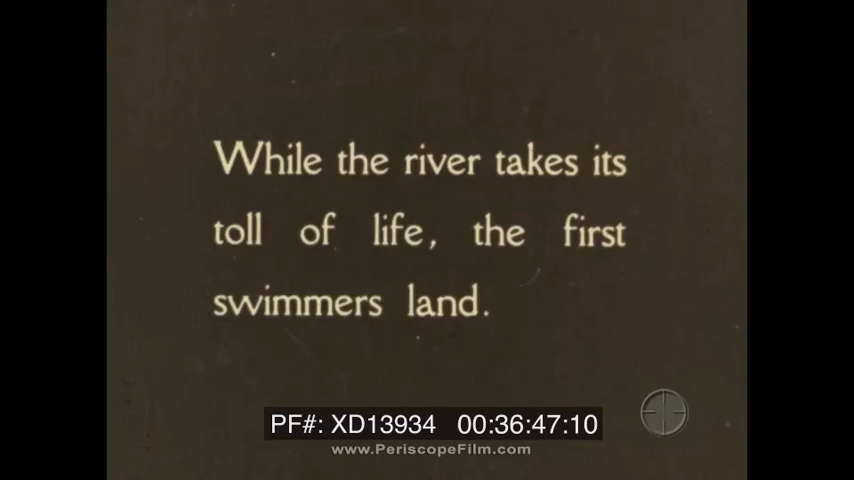 While the river takes its
toll of life, the first
swimmers land.
PF#: XD13934 00:36:47:10
www.PeriscopeFilm.com